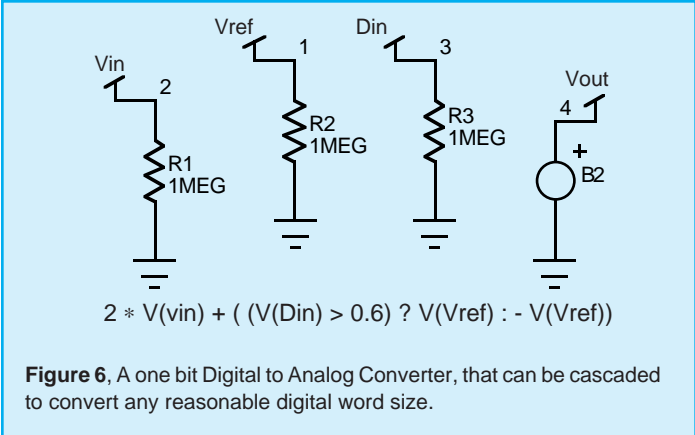 Vref
Din
1
3
Vin
2
Vout
4
R2
1MEG
R3
1MEG
R1
1MEG
+
B2
2 * V(vin) + ( (V(Din) > 0.6) ? V(Vref) : - V(Vref))
Figure 6, A one bit Digital to Analog Converter, that can be cascaded
to convert any reasonable digital word size.